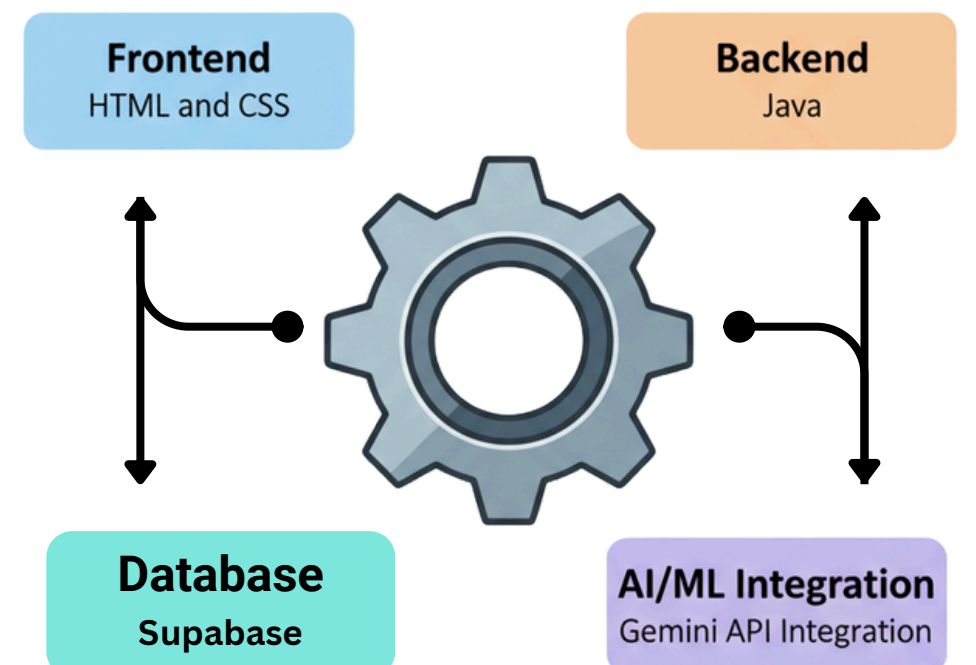 Frontend
HTML and CSS
Backend
Java
Database
Supabase
AI/ML Integration
Gemini API Integration